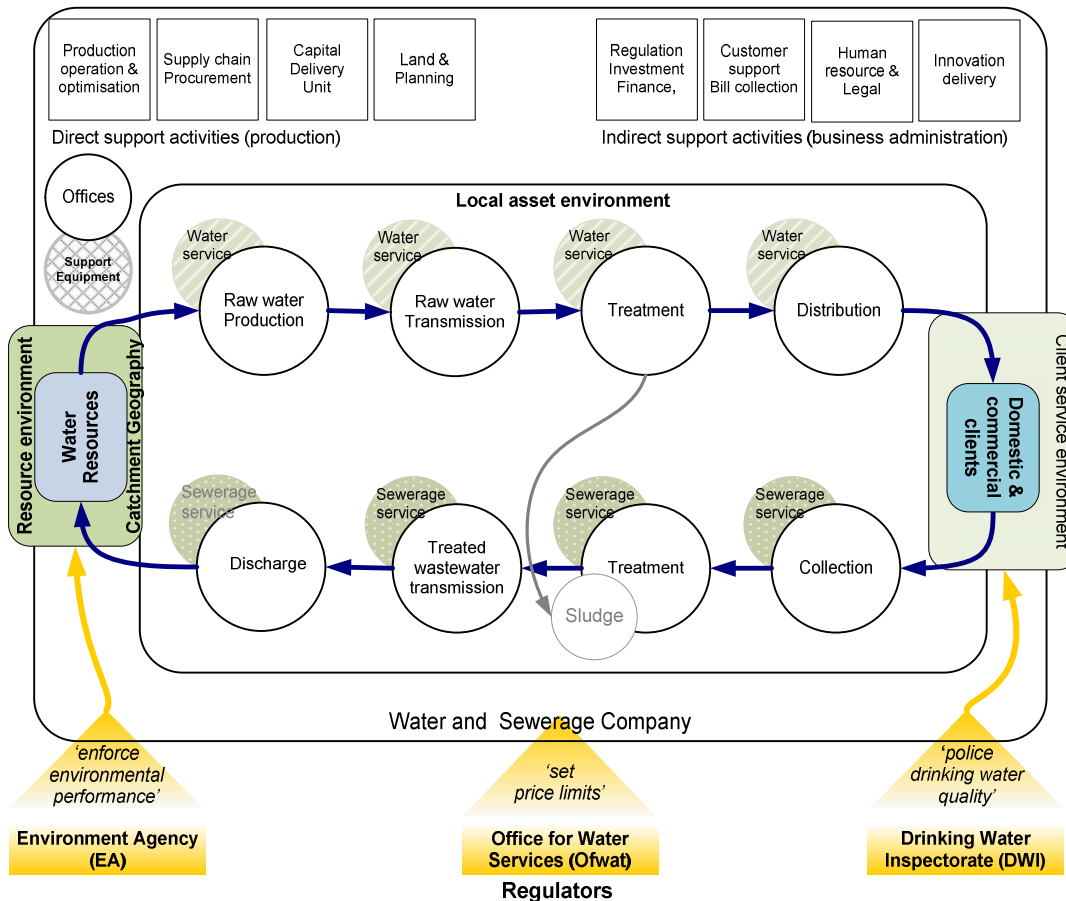 Production
operation &
optimisation
Supply chain
Procurement
Capital
Delivery
Unit
Land &
Planning
Regulation
Investment
Finance,
Customer
support
Bill collection
Human
resource &
Legal
Innovation
delivery
Direct support activities (production)
Indirect support activities (business administration)
Offices
Support
Equipment
Local asset environment
Water
service
Raw water
Production
Water
service
Raw water
Transmission
Water
service
Treatment
Water
service
Distribution
Resource environment
Water
Resources
Catchment Geography
Domestic &
commercial
clients
Client service environment
Sewerage
service
Discharge
Sewerage
service
Treated
wastewater
transmission
Sewerage
service
Treatment
Sludge
Sewerage
service
Collection
Water and Sewerage Company
‘enforce
environmental
performance’
Environment Agency
(EA)
‘set
price limits’
Office for Water
Services (Ofwat)
‘police
drinking water
quality’
Drinking Water
Inspectorate (DWI)
Regulators